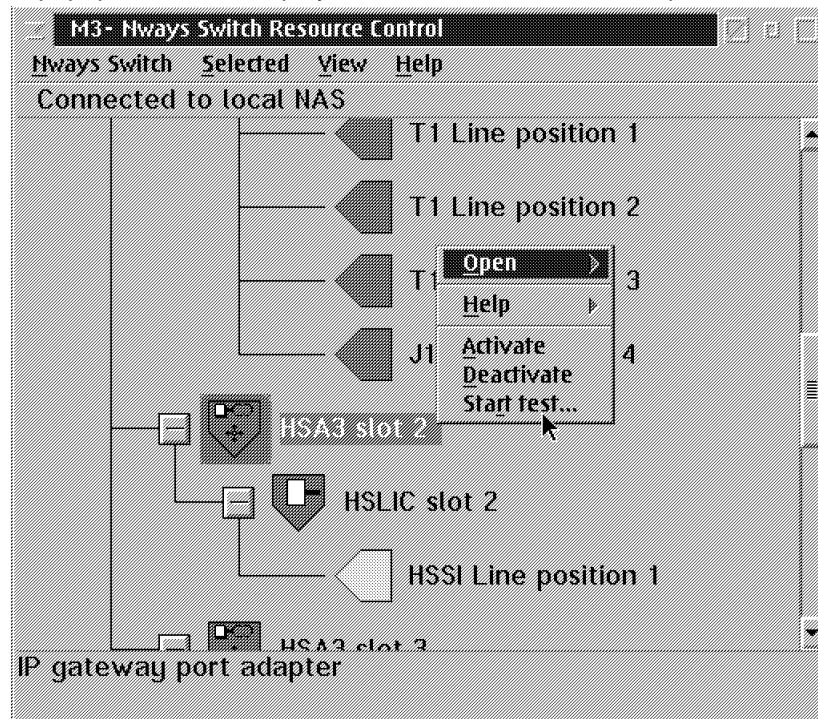 M3- Nways Switch Resource Control
Nways Switch Selected View Help
Connected to local NAS
T1 Line position 1
T1 Line position 2
Open
T1 3
Help
Activate
J1 4
Deactivate
Start test...
HSA3 slot 2
HSLIC slot 2
HSSI Line position 1
HSA3 slot 3
IP gateway port adapter